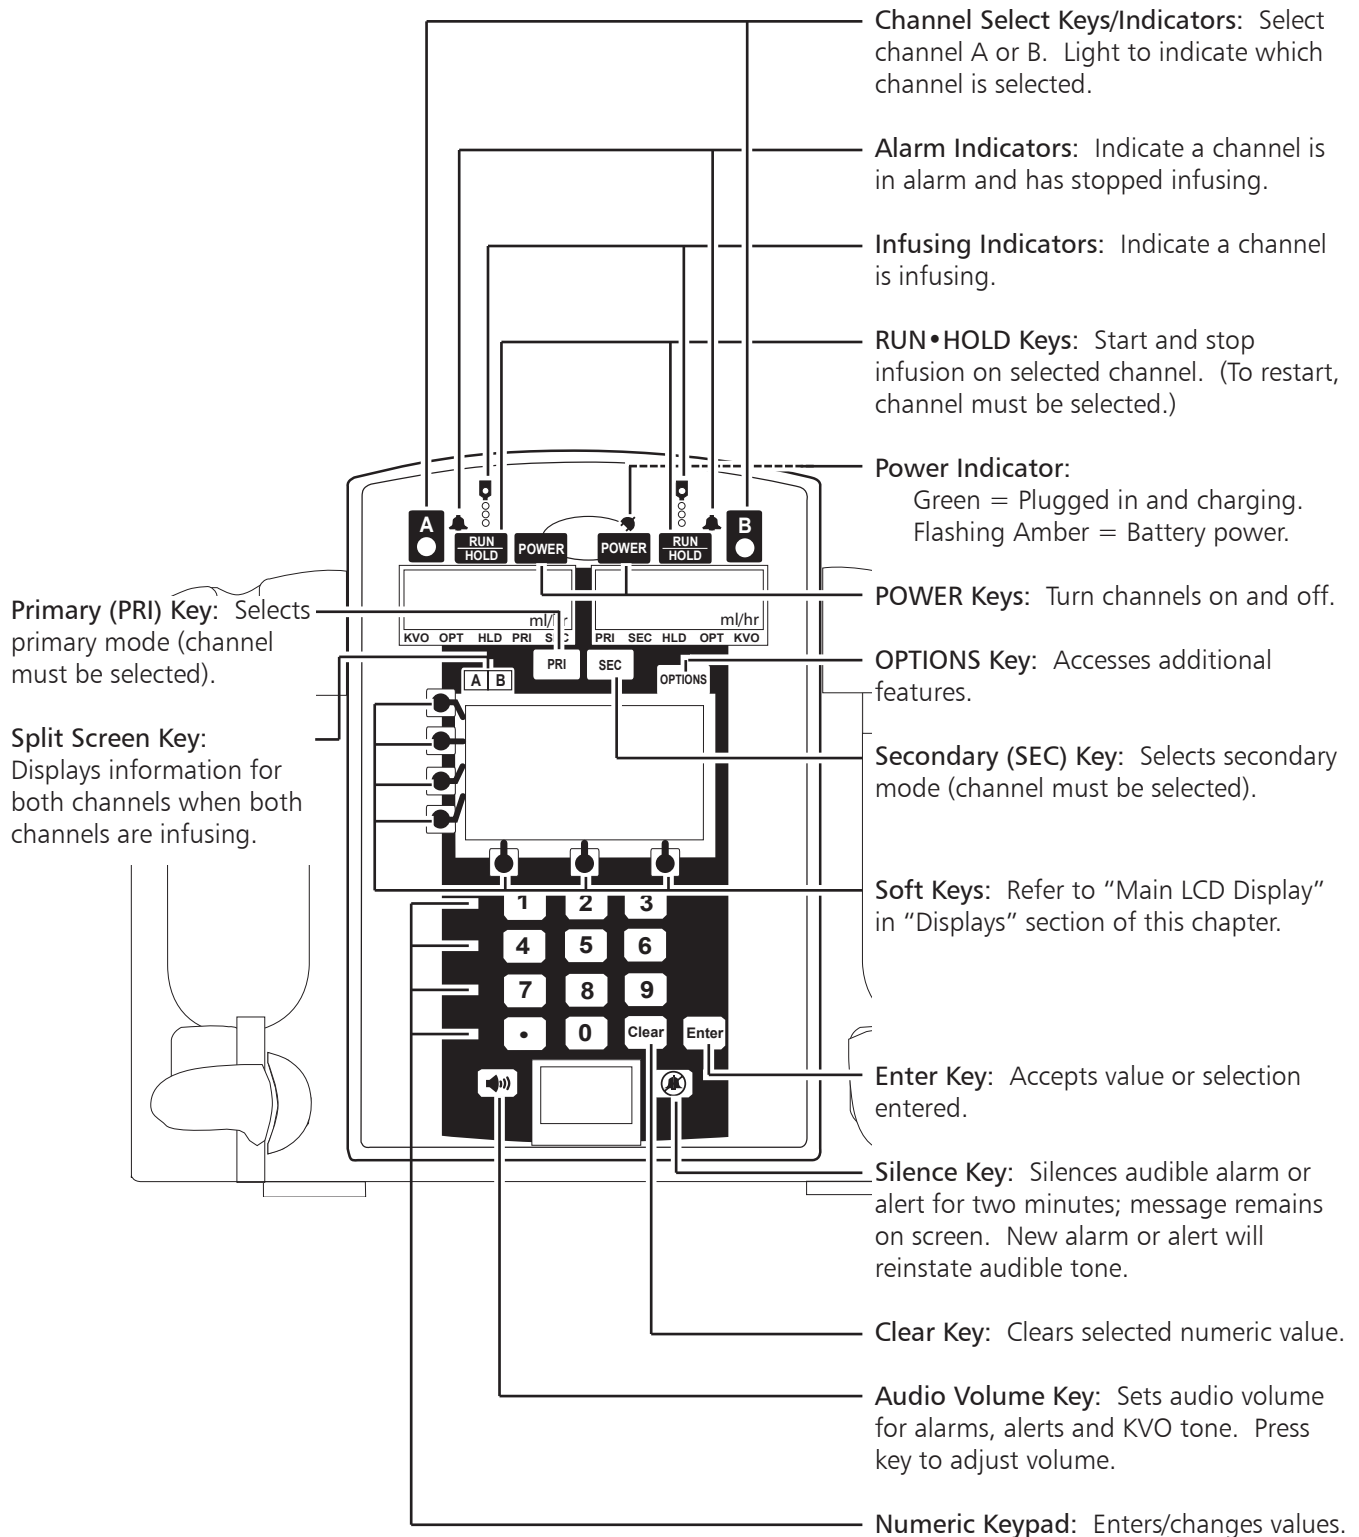 Channel Select Keys/Indicators: Select
channel A or B. Light to indicate which
channel is selected.
Alarm Indicators: Indicate a channel is
in alarm and has stopped infusing.
Infusing Indicators: Indicate a channel
is infusing.
RUN•HOLD Keys: Start and stop
infusion on selected channel. (To restart,
channel must be selected.)
Power Indicator:
Green = Plugged in and charging.
Flashing Amber = Battery power.
POWER Keys: Turn channels on and off.
OPTIONS Key: Accesses additional
features.
Secondary (SEC) Key: Selects secondary
mode (channel must be selected).
Soft Keys: Refer to “Main LCD Display”
in “Displays” section of this chapter.
Enter Key: Accepts value or selection
entered.
Silence Key: Silences audible alarm or
alert for two minutes; message remains
on screen. New alarm or alert will
reinstate audible tone.
Clear Key: Clears selected numeric value.
Audio Volume Key: Sets audio volume
for alarms, alerts and KVO tone. Press
key to adjust volume.
Numeric Keypad: Enters/changes values.
Primary (PRI) Key: Selects
primary mode (channel
must be selected).
Split Screen Key:
Displays information for
both channels when both
channels are infusing.
A RUN HOLD POWER POWER RUN HOLD B
ml/hr ml/hr
KVO OPT HLD PRI SEC PRI SEC HLD OPT KVO
A B PRI SEC OPTIONS
1 2 3
4 5 6
7 8 9
. 0 Clear Enter